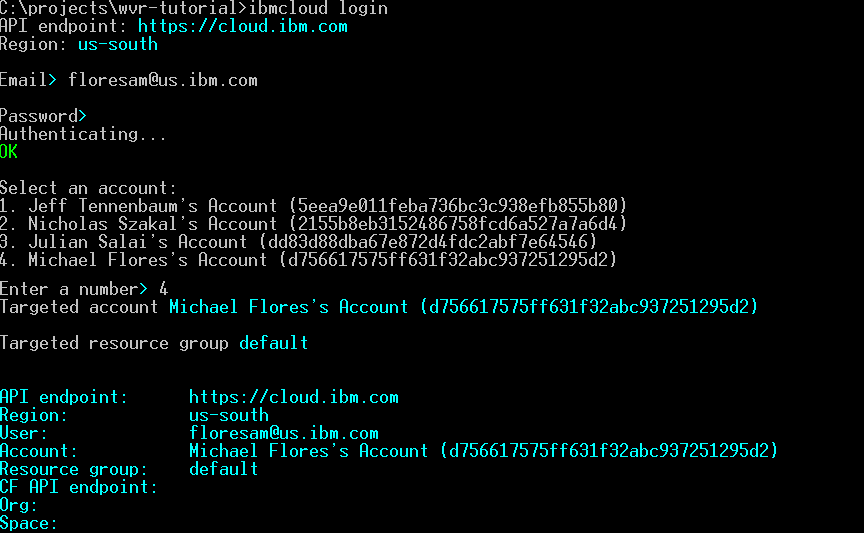 C:\projects\wvr-tutorial>ibmcloud login
API endpoint: https://cloud.ibm.com
Region: us-south
Email> floresam@us.ibm.com
Password>
Authenticating...
OK
Select an account:
1. Jeff Tennenbaum's Account (5eea9e011feba736bc3c938efb855b80)
2. Nicholas Szakal's Account (2155b8eb3152486758fcd6a527a7a6d4)
3. Julian Salai's Account (dd83d88dba67e872d4fdc2abf7e64546)
4. Michael Flores's Account (d756617575ff631f32abc937251295d2)
Enter a number> 4
Targeted account Michael Flores's Account (d756617575ff631f32abc937251295d2)
Targeted resource group default
API endpoint: https://cloud.ibm.com
Region: us-south
User: floresam@us.ibm.com
Account: Michael Flores's Account (d756617575ff631f32abc937251295d2)
Resource group: default
CF API endpoint:
Org:
Space: